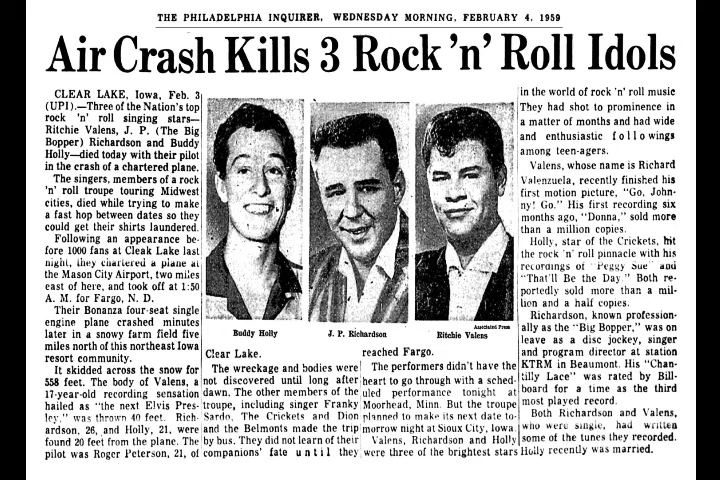 THE PHILADELPHIA INQUIRER, WEDNESDAY MORNING, FEBRUARY 4, 1959
Air Crash Kills 3 Rock 'n' Roll Idols
CLEAR LAKE, Iowa, Feb. 3
(UPI).—Three of the Nation's top
rock 'n' roll singing stars—
Ritchie Valens, J. P. (The Big
Bopper) Richardson and Buddy
Holly—died today with their pilot
in the crash of a chartered plane.
The singers, members of a rock
'n' roll troupe touring Midwest
cities, died while trying to make
a fast hop between dates so they
could get their shirts laundered.
Following an appearance be-
fore 1000 fans at Cleak Lake last
night, they chartered a plane at
the Mason City Airport, two miles
east of here, and took off at 1:50
A. M. for Fargo, N. D.
Their Bonanza four-seat single
engine plane crashed minutes
later in a snowy farm field five
miles north of this northeast Iowa
resort community.
It skidded across the snow for
558 feet. The body of Valens, a
17-year-old recording sensation
hailed as "the next Elvis Pres-
ley," was thrown 40 feet. Rich-
ardson, 26, and Holly, 21, were
found 20 feet from the plane. The
pilot was Roger Peterson, 21, of
Buddy Holly
J. P. Richardson
Associated Press
Ritchie Valens
Clear Lake.
The wreckage and bodies were
not discovered until long after
dawn. The other members of the
troupe, including singer Franky
Sardo, The Crickets and Dion
and the Belmonts made the trip
by bus. They did not learn of their
companions' fate until they
reached Fargo.
The performers didn't have the
heart to go through with a sched-
uled performance tonight at
Moorhead, Minn. But the troupe
planned to make its next date to-
morrow night at Sioux City, Iowa.
Valens, Richardson and Holly
were three of the brightest stars
in the world of rock 'n' roll music
They had shot to prominence in
a matter of months and had wide
and enthusiastic followings
among teen-agers.
Valens, whose name is Richard
Valenzuela, recently finished his
first motion picture, "Go, John-
ny! Go." His first recording six
months ago, "Donna," sold more
than a million copies.
Holly, star of the Crickets, hit
the rock 'n' roll pinnacle with his
recordings of "Peggy Sue" and
"That'll Be the Day." Both re-
portedly sold more than a mil-
lion and a half copies.
Richardson, known profession-
ally as the "Big Bopper," was on
leave as a disc jockey, singer
and program director at station
KTRM in Beaumont. His "Chan-
tilly Lace" was rated by Bill-
board for a time as the third
most played record.
Both Richardson and Valens,
who were single, had written
some of the tunes they recorded.
Holly recently was married.